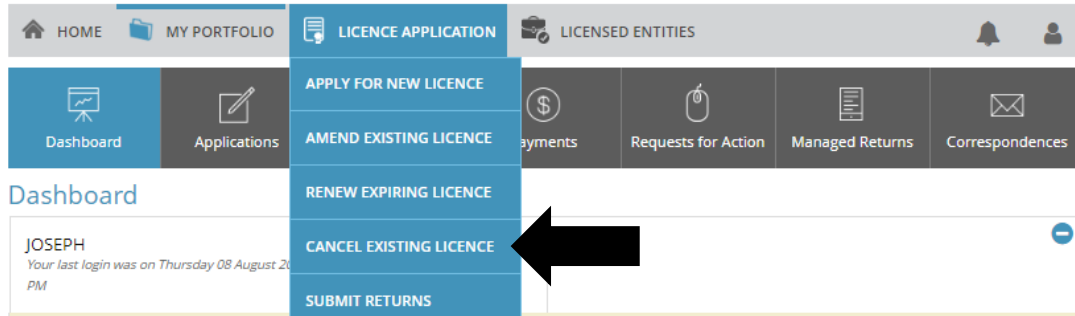 HOME MY PORTFOLIO LICENCE APPLICATION LICENSED ENTITIES
APPLY FOR NEW LICENCE
Dashboard Applications AMEND EXISTING LICENCE ayments Requests for Action Managed Returns Correspondences
RENEW EXPIRING LICENCE
Dashboard
CANCEL EXISTING LICENCE
JOSEPH
Your last login was on Thursday 08 August 20
PM
SUBMIT RETURNS